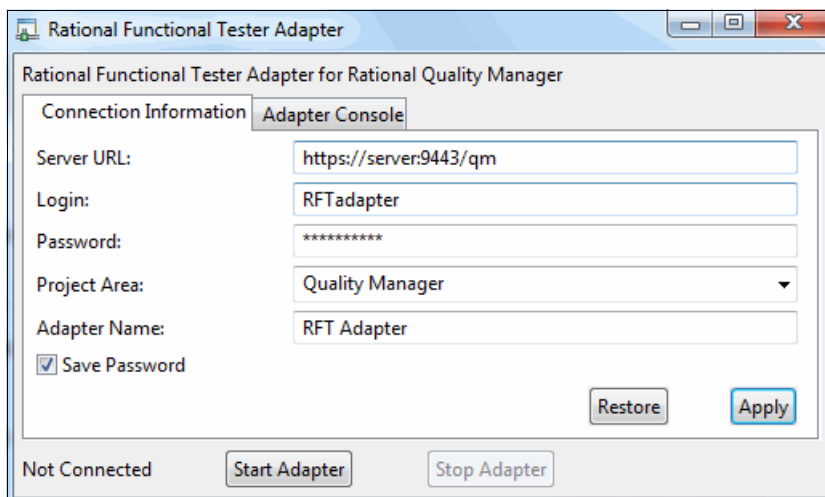 Rational Functional Tester Adapter
Rational Functional Tester Adapter for Rational Quality Manager
Connection Information Adapter Console
Server URL: https://server:9443/qm
Login: RFTadapter
Password: **********
Project Area: Quality Manager
Adapter Name: RFT Adapter
Save Password
Restore Apply
Not Connected Start Adapter Stop Adapter